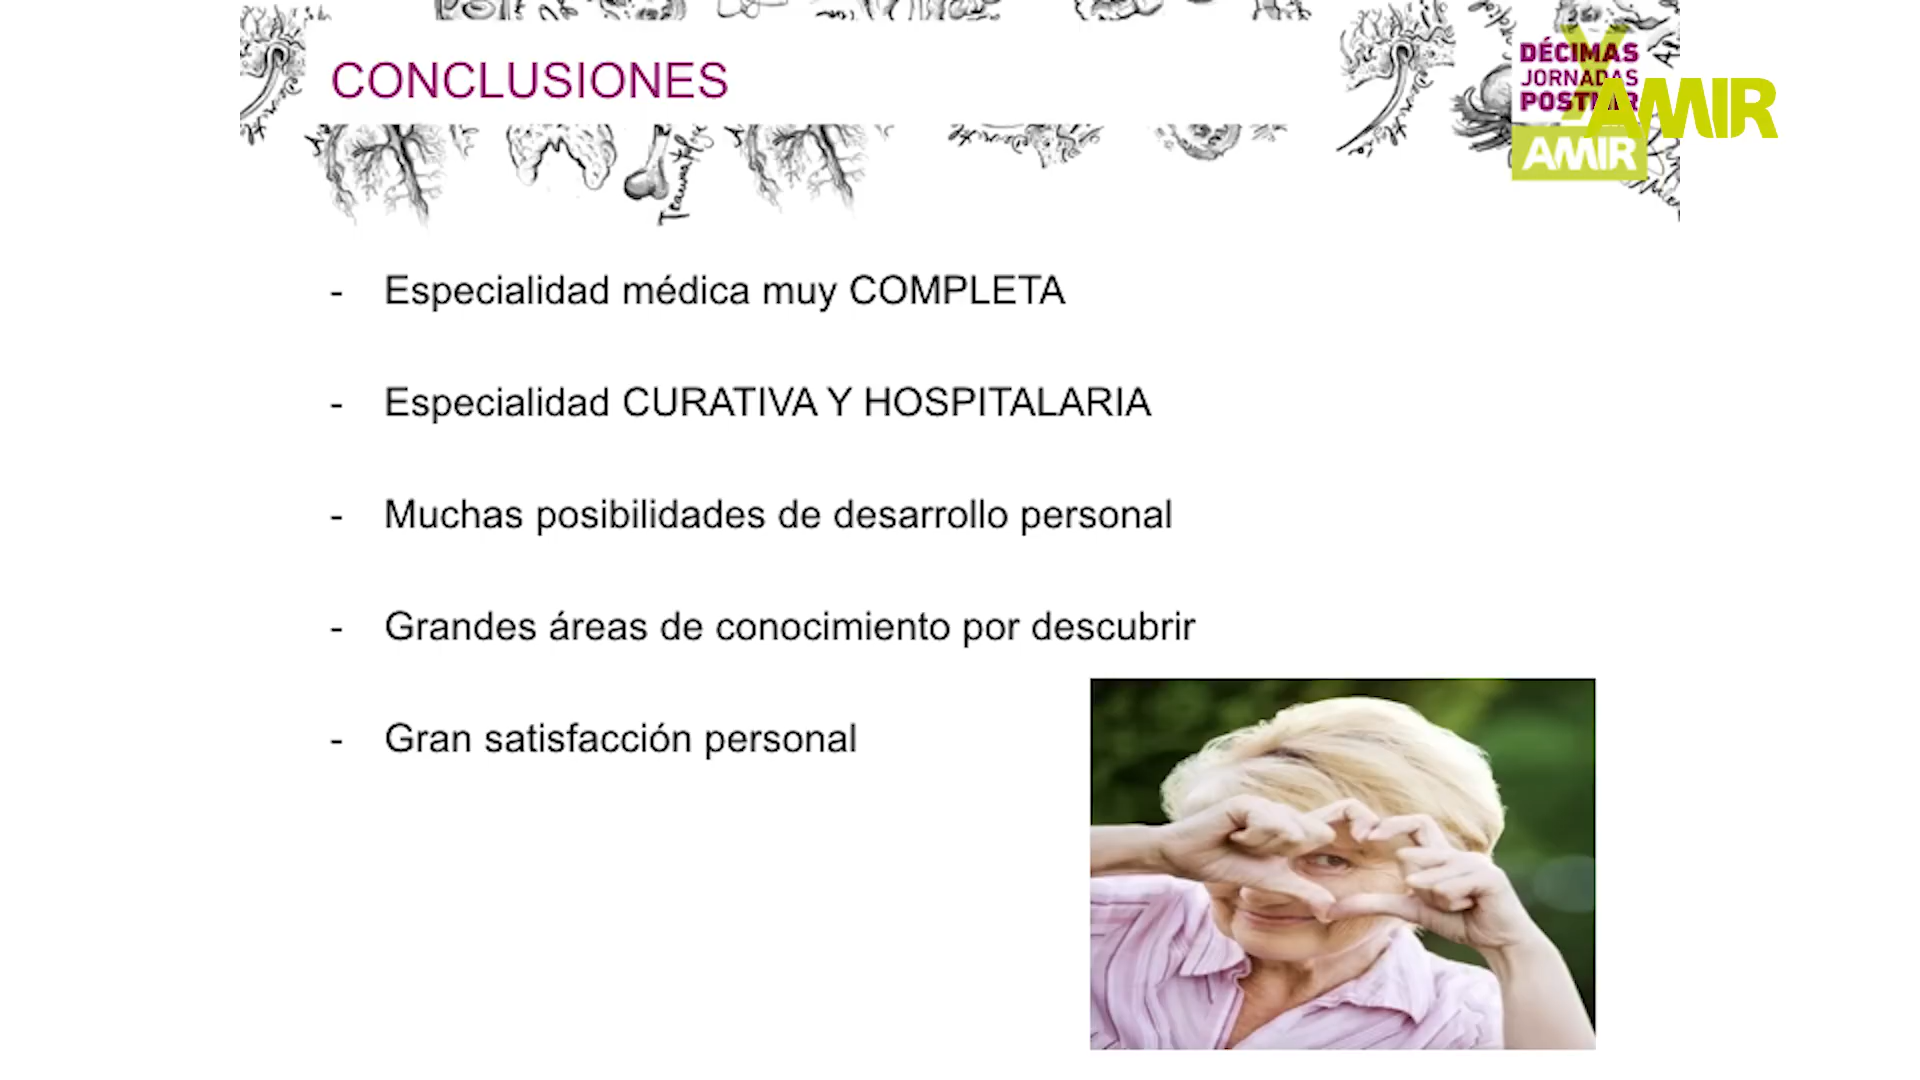 CONCLUSIONES
DÉCIMAS
JORNADAS
AMIR
AMIR
- Especialidad médica muy COMPLETA
- Especialidad CURATIVA Y HOSPITALARIA
- Muchas posibilidades de desarrollo personal
- Grandes áreas de conocimiento por descubrir
- Gran satisfacción personal